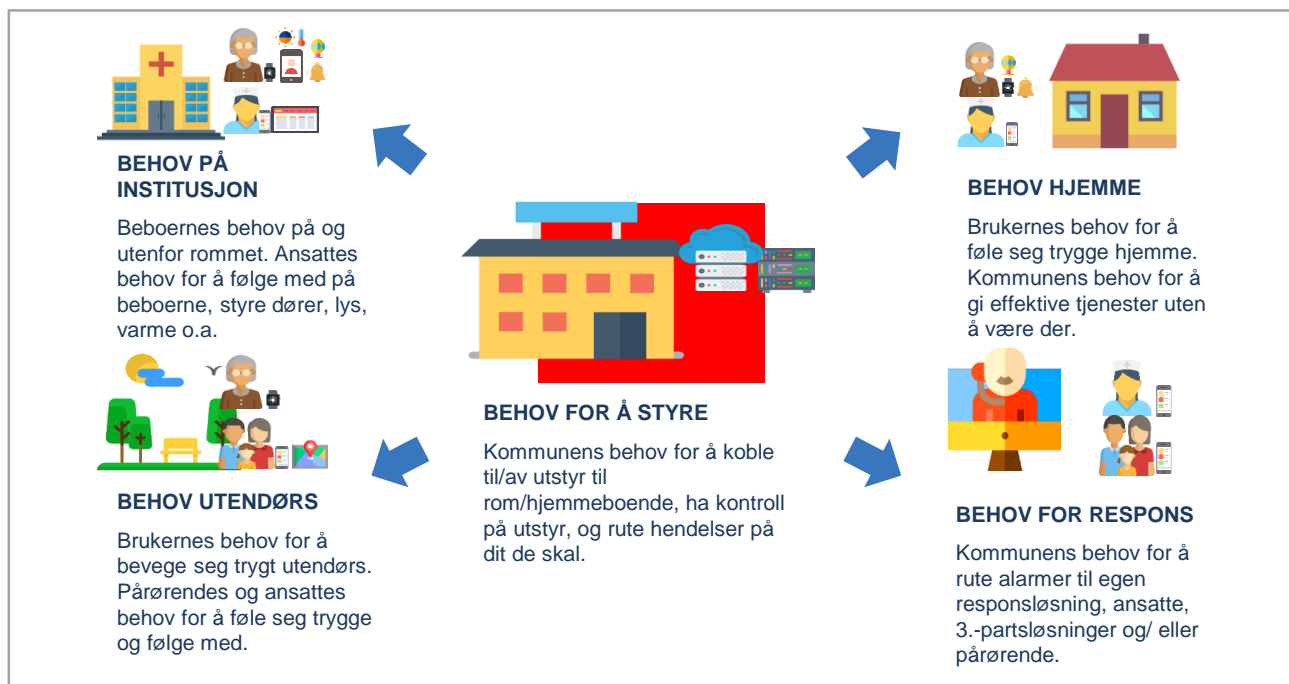 BEHOV PÅ
INSTITUSJON
Beboernes behov på og
utenfor rommet. Ansattes
behov for å følge med på
beboerne, styre dører, lys,
varme o.a.
BEHOV UTENDØRS
Brukernes behov for å
bevege seg trygt utendørs.
Pårørendes og ansattes
behov for å føle seg trygge
og følge med.
BEHOV FOR Å STYRE
Kommunens behov for å koble
til/av utstyr til
rom/hjemmeboende, ha kontroll
på utstyr, og rute hendelser på
dit de skal.
BEHOV HJEMME
Brukernes behov for å
føle seg trygge hjemme.
Kommunens behov for å
gi effektive tjenester uten
å være der.
BEHOV FOR RESPONS
Kommunens behov for å
rute alarmer til egen
responsløsning, ansatte,
3.-partsløsninger og/ eller
pårørende.